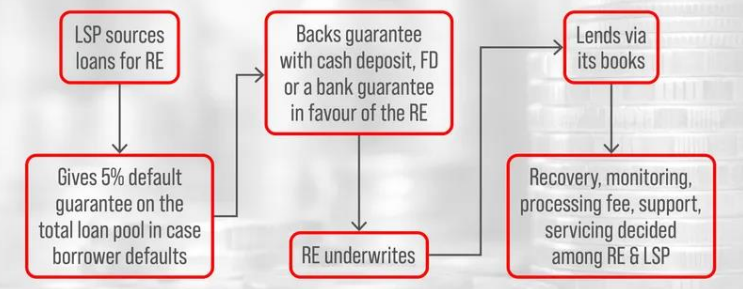 LSP sources
loans for RE
Gives 5% default
guarantee on the
total loan pool in case
borrower defaults
Backs guarantee
with cash deposit, FD
or a bank guarantee
in favour of the RE
RE underwrites
Lends via
its books
Recovery, monitoring,
processing fee, support,
servicing decided
among RE & LSP